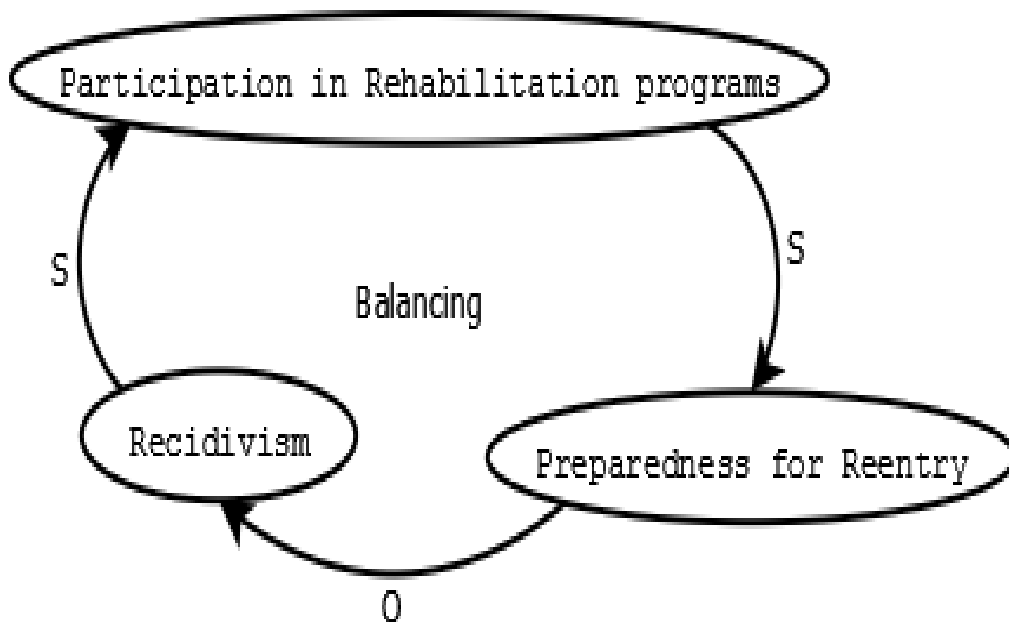 Participation in Rehabilitation programs
S
S
Balancing
Recidivism
Preparedness for Reentry
O